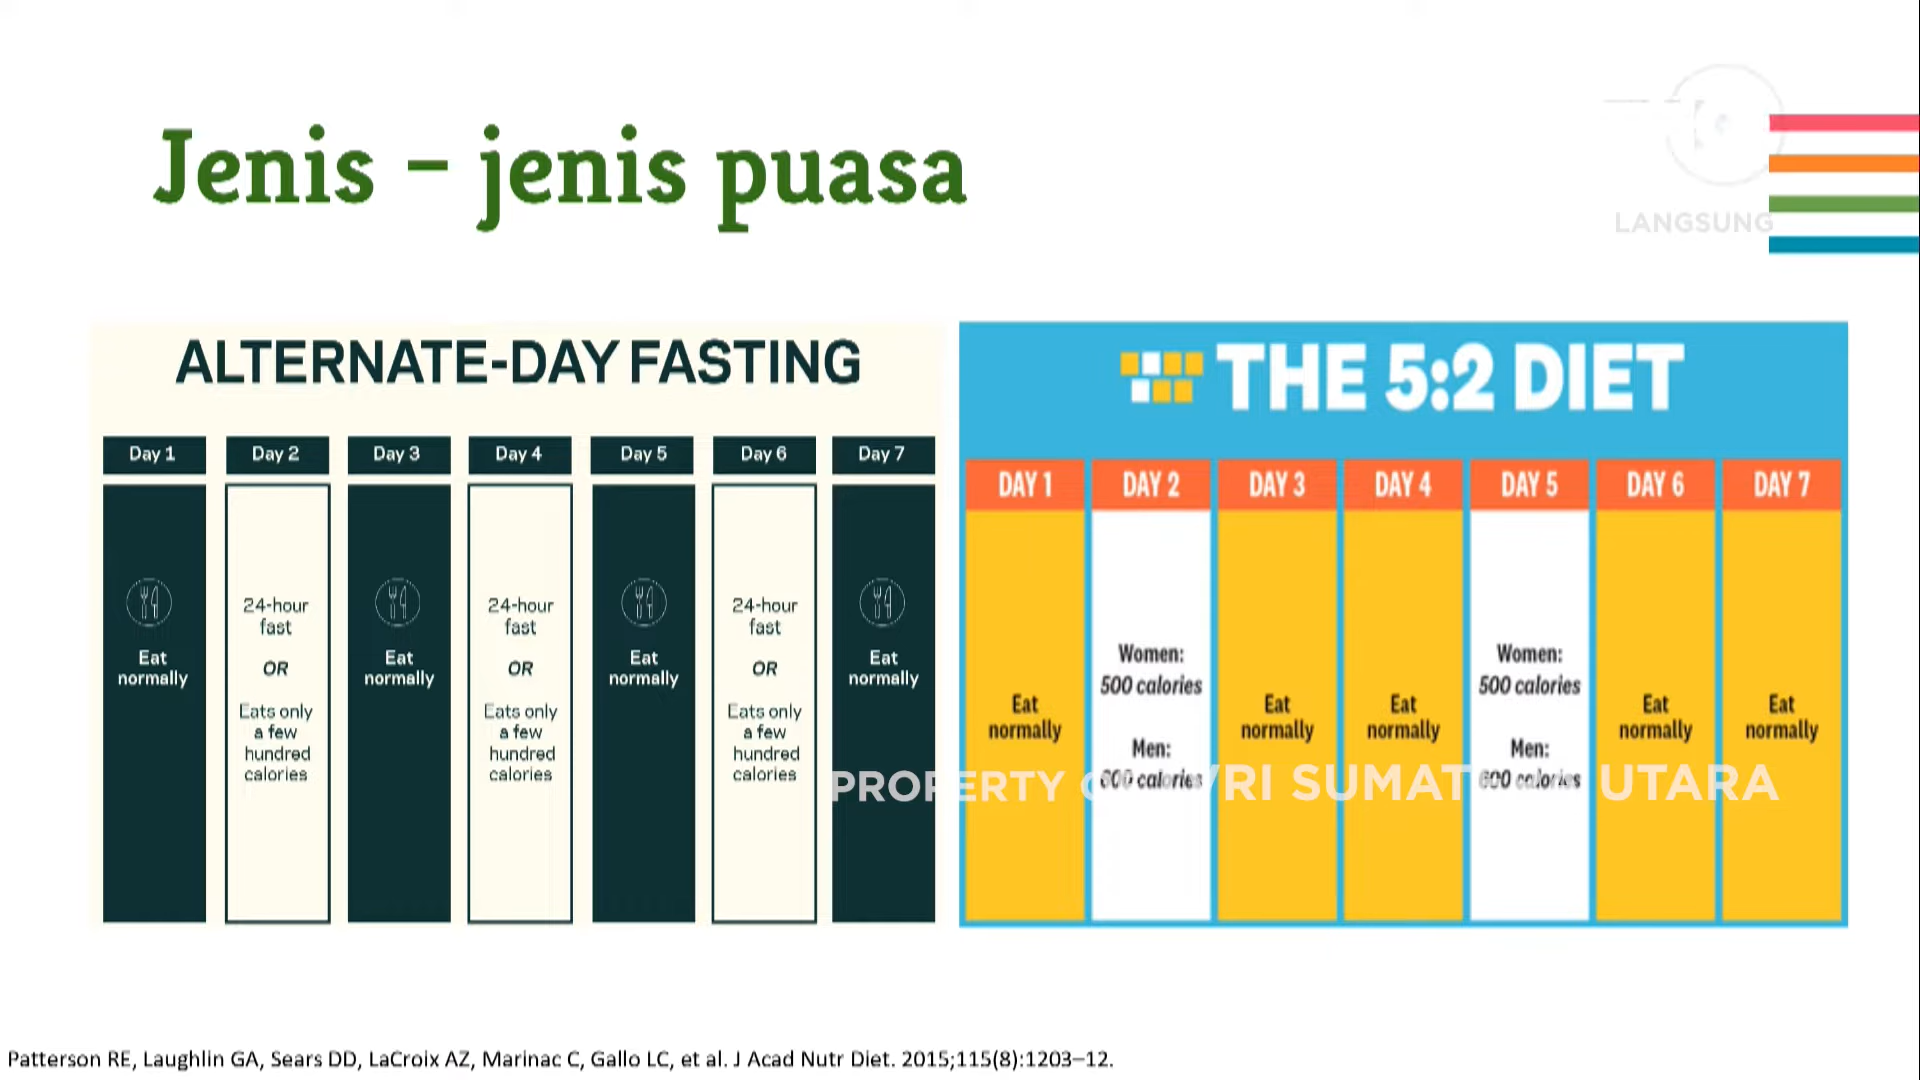 Jenis – jenis puasa
LANGSUNG
ALTERNATE-DAY FASTING
Day 1
Day 2
Day 3
Day 4
Day 5
Day 6
Day 7
Eat
normally
24-hour
fast
OR
Eats only
a few
hundred
calories
Eat
normally
24-hour
fast
OR
Eats only
a few
hundred
calories
Eat
normally
24-hour
fast
OR
Eats only
a few
hundred
calories
Eat
normally
THE 5:2 DIET
DAY 1
DAY 2
DAY 3
DAY 4
DAY 5
DAY 6
DAY 7
Eat
normally
Women:
500 calories
Men:
600 calories
Eat
normally
Eat
normally
Women:
500 calories
Men:
600 calories
Eat
normally
Eat
normally
PROPERTY UTARA
Patterson RE, Laughlin GA, Sears DD, LaCroix AZ, Marinac C, Gallo LC, et al. J Acad Nutr Diet. 2015;115(8):1203–12.